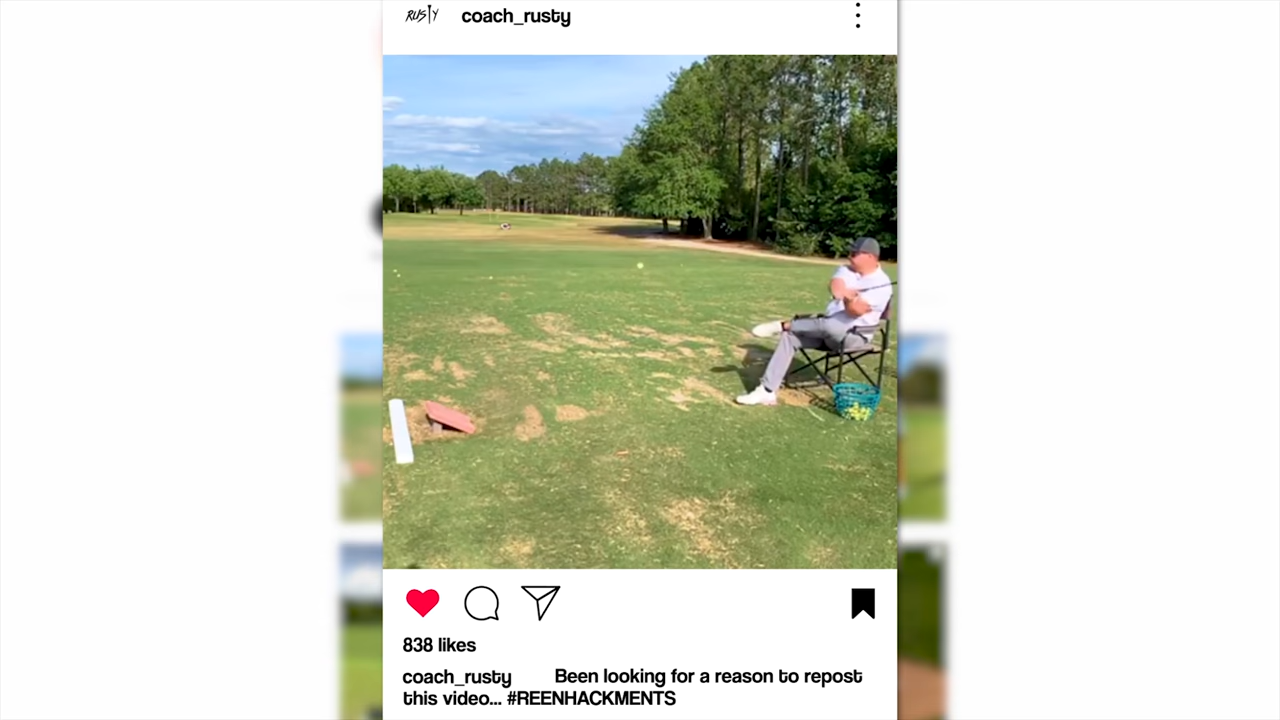 RUSTY coach_rusty
838 likes
coach_rusty Been looking for a reason to repost
this video... #REENHACKMENTS